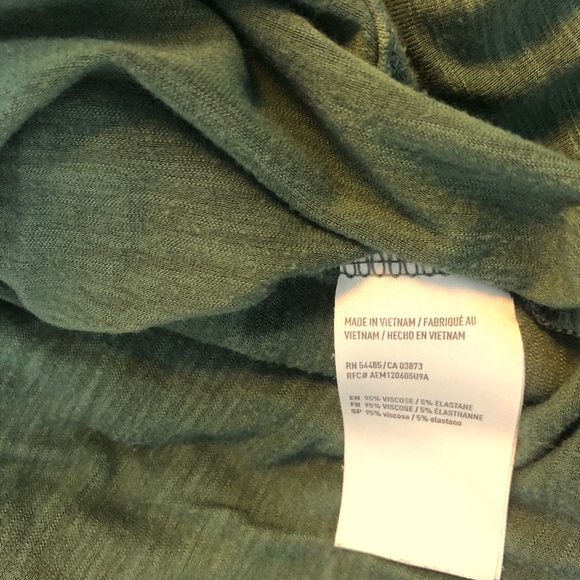 MADE IN VIETNAM / FABRIQUÉ AU
VIETNAM / HECHO EN VIETNAM
RN 54485/CA 03873
RFC# AEM120605U9A
EN 95% VISCOSE / 5% ELASTANE
FR 95% VISCOSE / 5% ÉLASTHANNE
SP 95% viscosa / 5% elastano